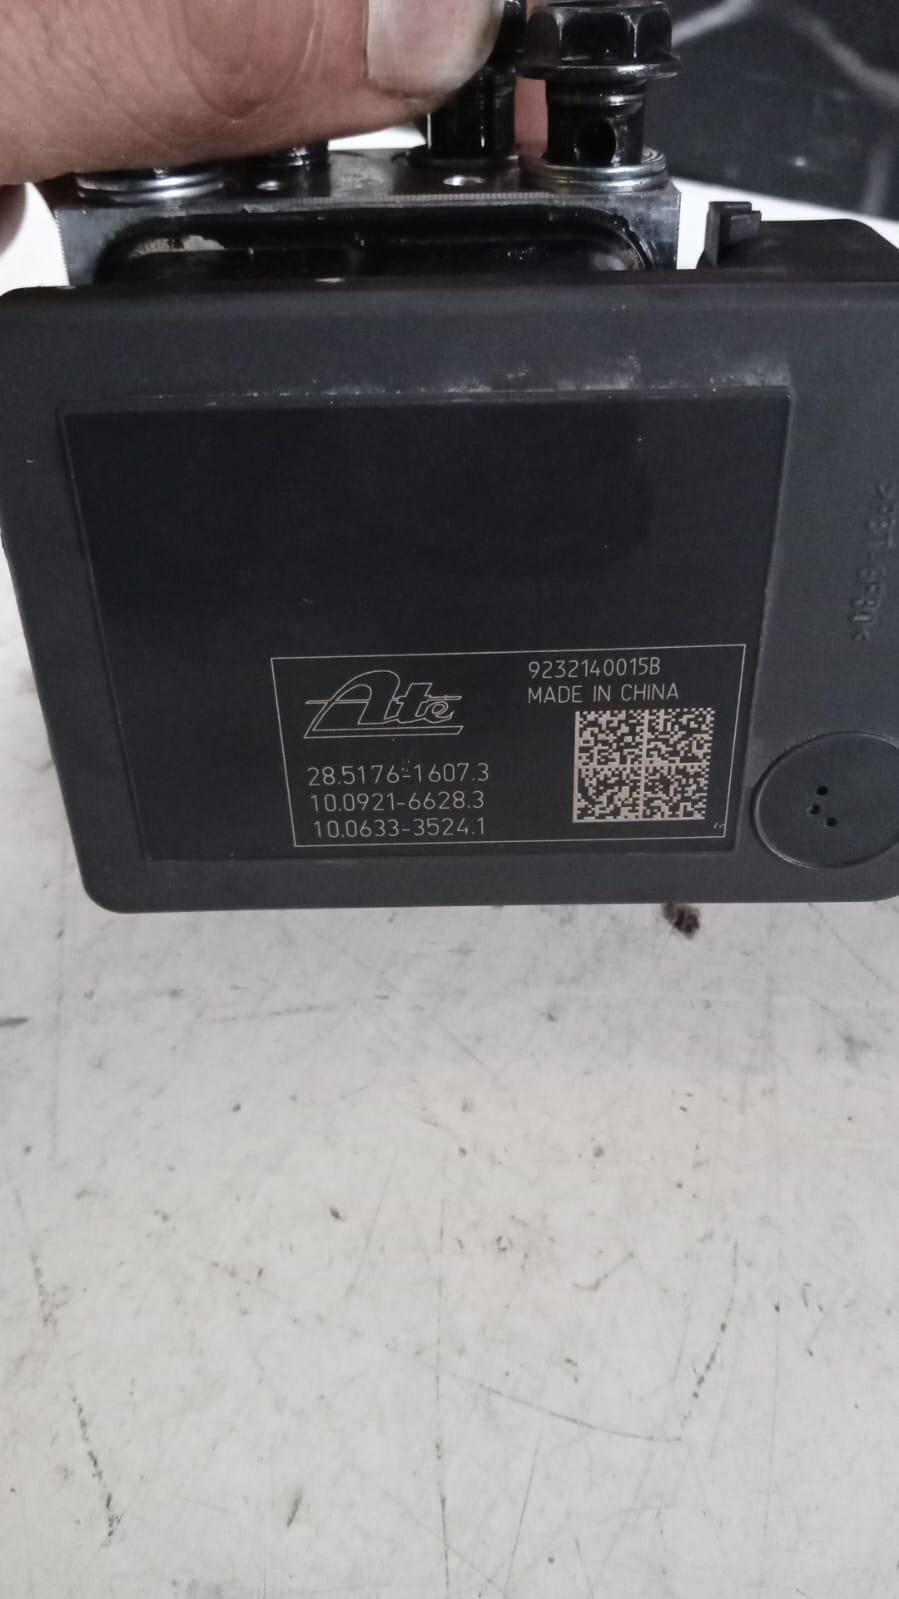 Ate
9232140015B
MADE IN CHINA
28.5176-1607.3
10.0921-6628.3
10.0633-3524.1